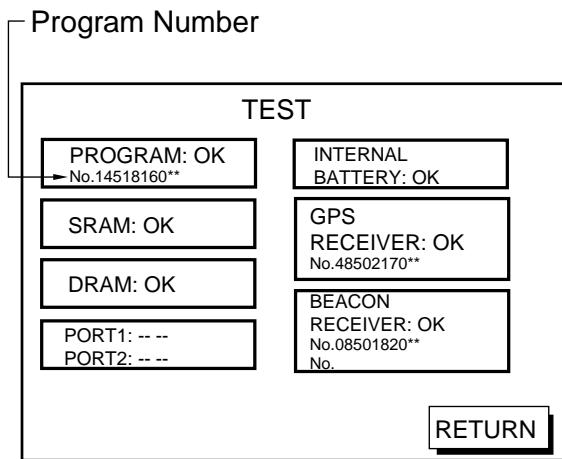 Program Number
TEST
PROGRAM: OK
No.14518160**
SRAM: OK
DRAM: OK
PORT1: -- --
PORT2: -- --
INTERNAL
BATTERY: OK
GPS
RECEIVER: OK
No.48502170**
BEACON
RECEIVER: OK
No.08501820**
No.
RETURN